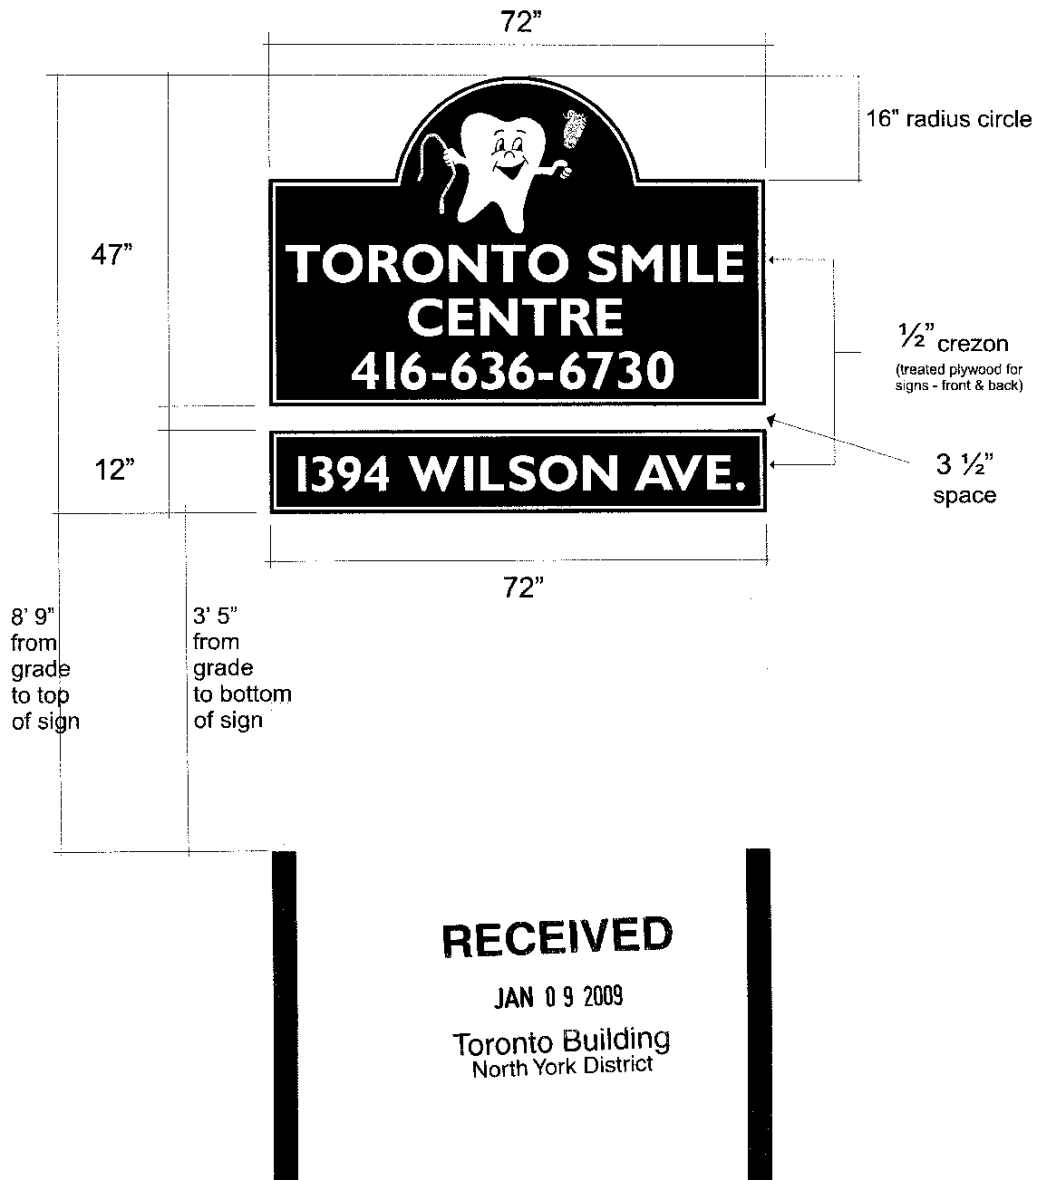 72”
16” radius circle
47”
TORONTO SMILE
CENTRE
416-636-6730
½” crezon
(treated plywood for
signs - front & back)
12”
1394 WILSON AVE.
3 ½”
space
72”
8’ 9”
from
grade
to top
of sign
3’ 5”
from
grade
to bottom
of sign
RECEIVED
JAN 09 2009
Toronto Building
North York District